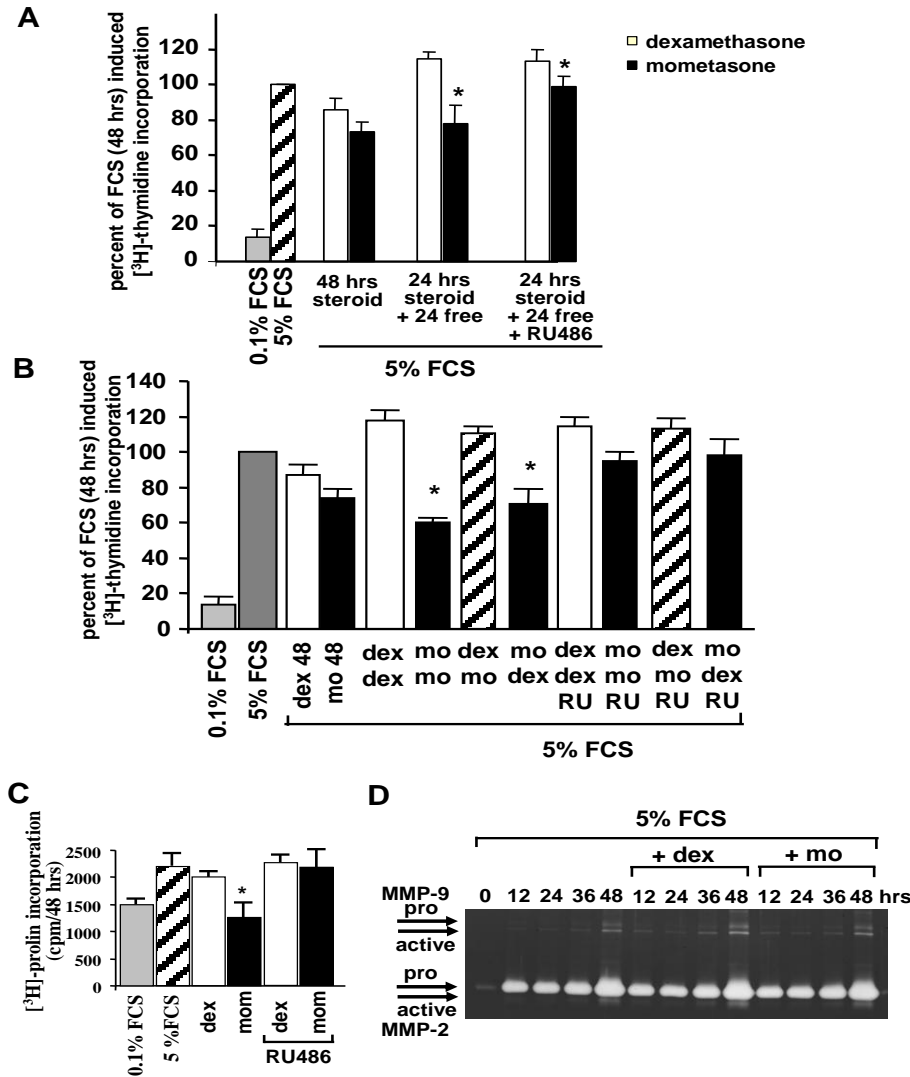 A
percent of FCS (48 hrs) induced
[³H]-thymidine incorporation
120
100
80
60
40
20
0
dexamethasone
mometasone
*
*
0.1% FCS
5% FCS
48 hrs
steroid
24 hrs
steroid
+ 24 free
24 hrs
steroid
+ 24 free
+ RU486
5% FCS
B
percent of FCS (48 hrs) induced
[³H]-thymidine incorporation
140
120
100
80
60
40
20
0
*
*
0.1% FCS
5% FCS
dex 48
mo 48
dex
dex
mo
mo
dex
mo
mo
dex
dex
dex
RU
mo
mo
RU
dex
mo
RU
mo
dex
RU
5% FCS
C
[³H]-prolin incorporation
(cpm/48 hrs)
2500
2000
1500
1000
500
0
*
0.1% FCS
5 %FCS
dex
mom
dex
mom
RU486
D
5% FCS
+ dex
+ mo
0 12 24 36 48 12 24 36 48 12 24 36 48 hrs
MMP-9
pro
active
pro
active
MMP-2